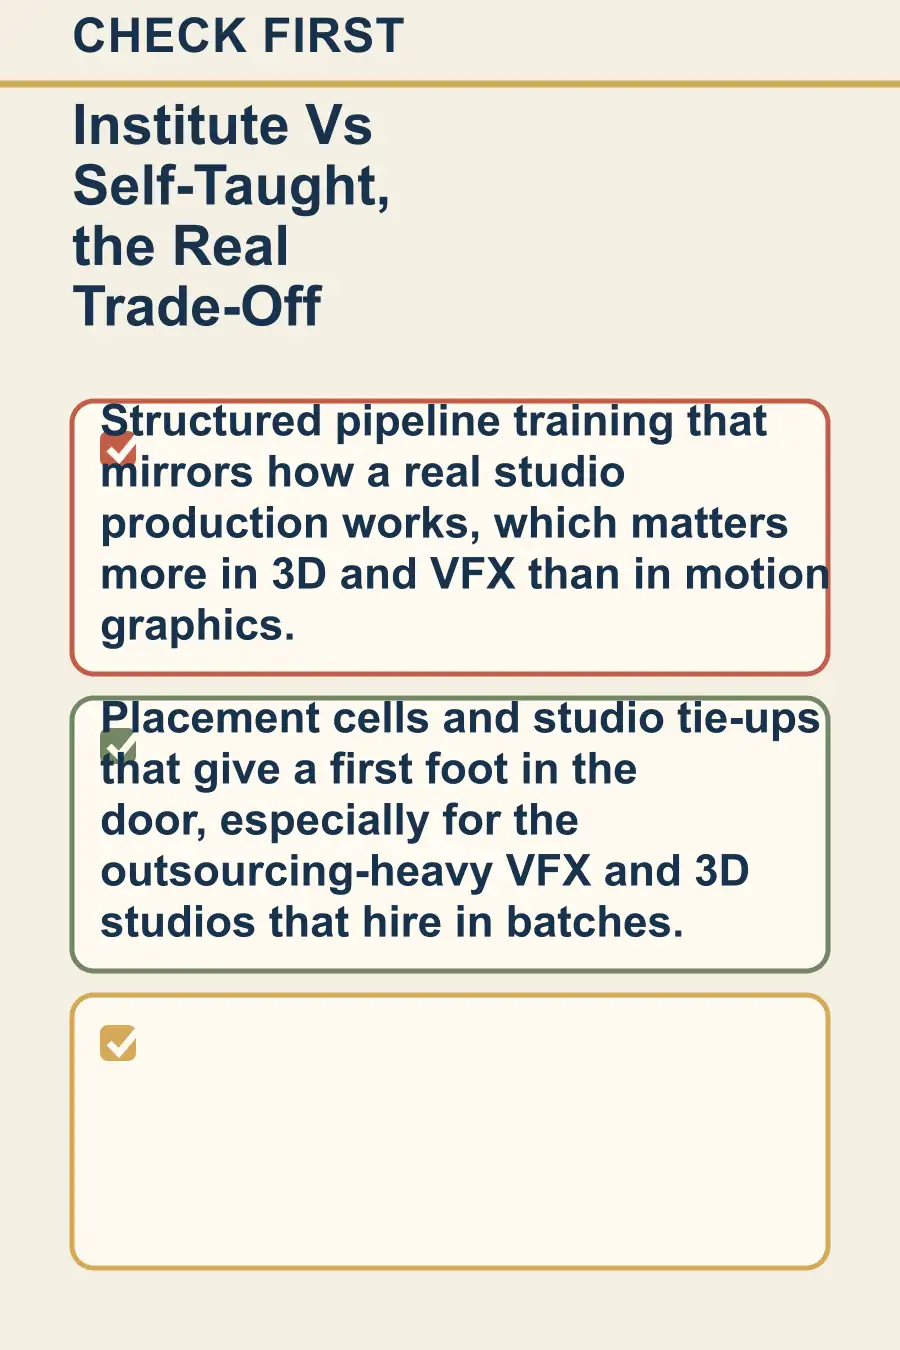 CHECK FIRST
Institute Vs
Self-Taught,
the Real
Trade-Off
Structured pipeline training that
mirrors how a real studio
production works, which matters
more in 3D and VFX than in motion
graphics.
Placement cells and studio tie-ups
that give a first foot in the
door, especially for the
outsourcing-heavy VFX and 3D
studios that hire in batches.